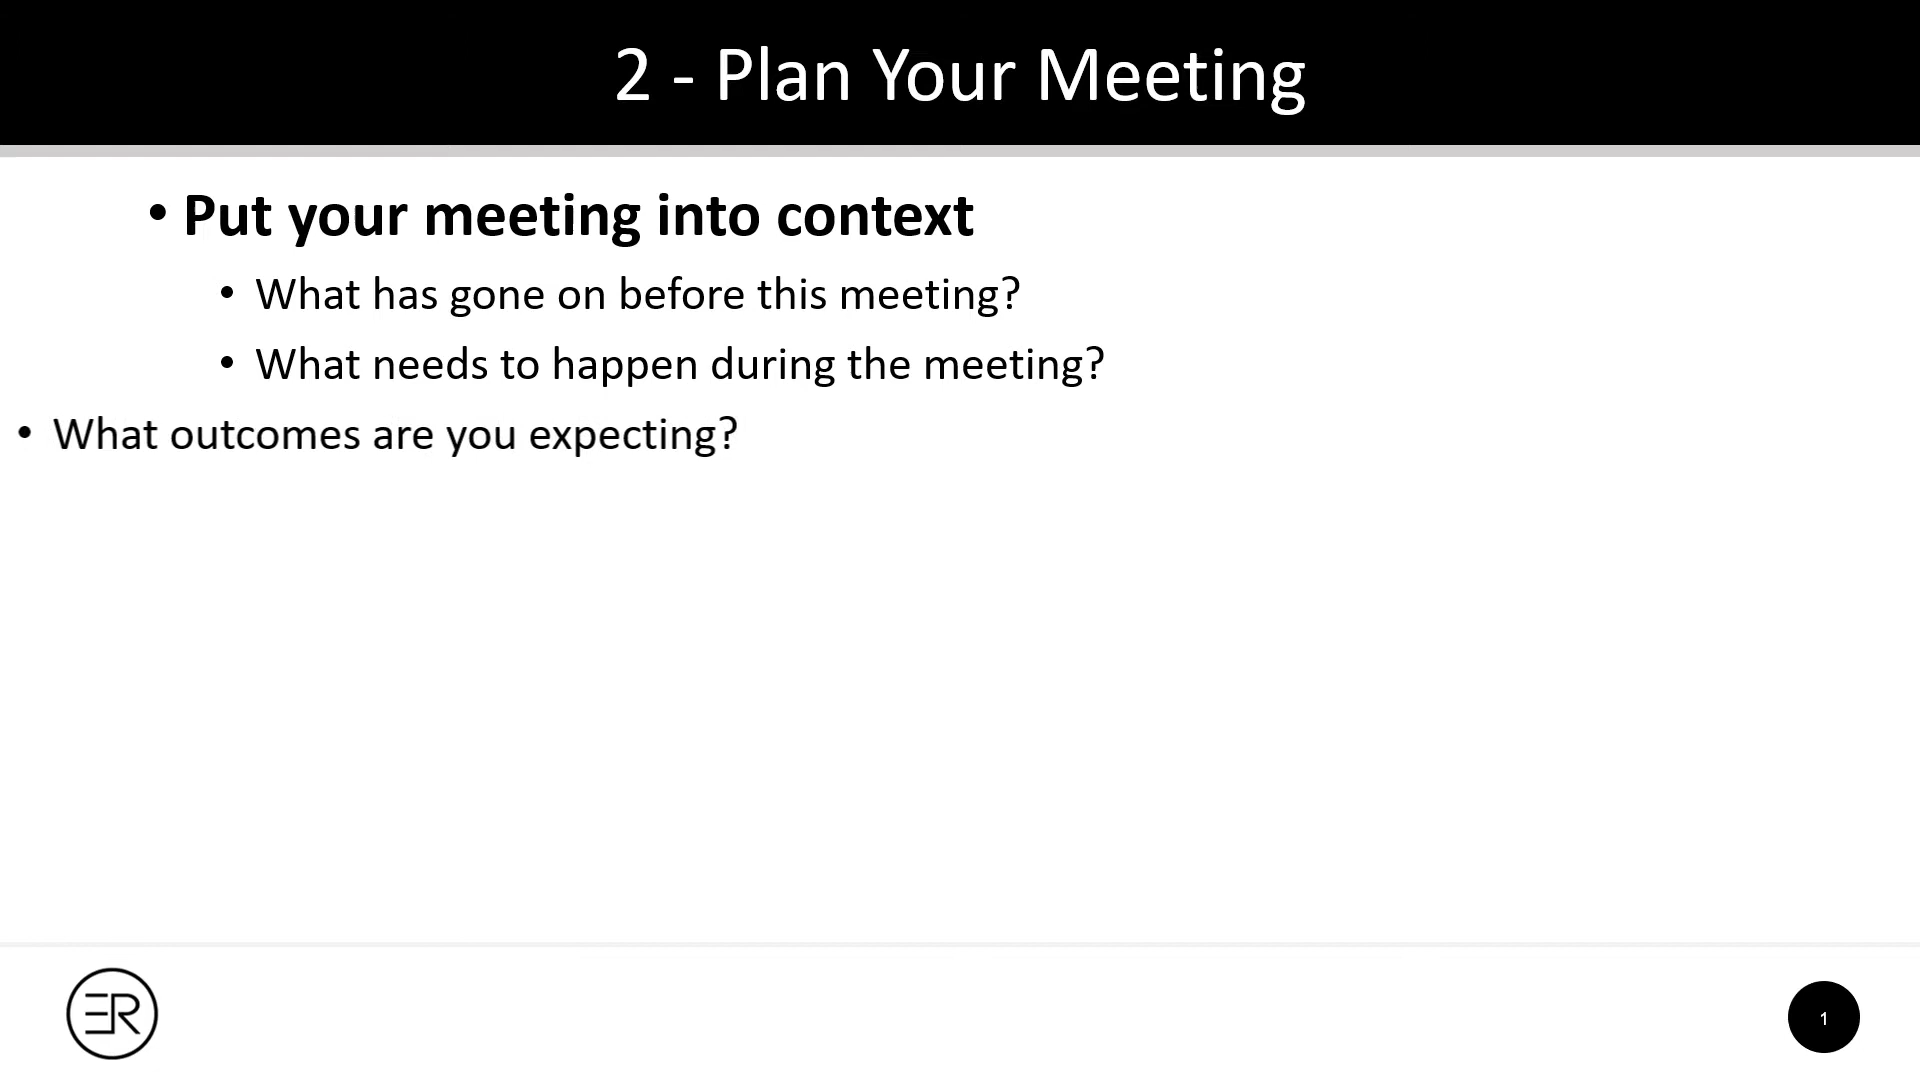 2 - Plan Your Meeting
• Put your meeting into context
• What has gone on before this meeting?
• What needs to happen during the meeting?
• What outcomes are you expecting?
ER
1